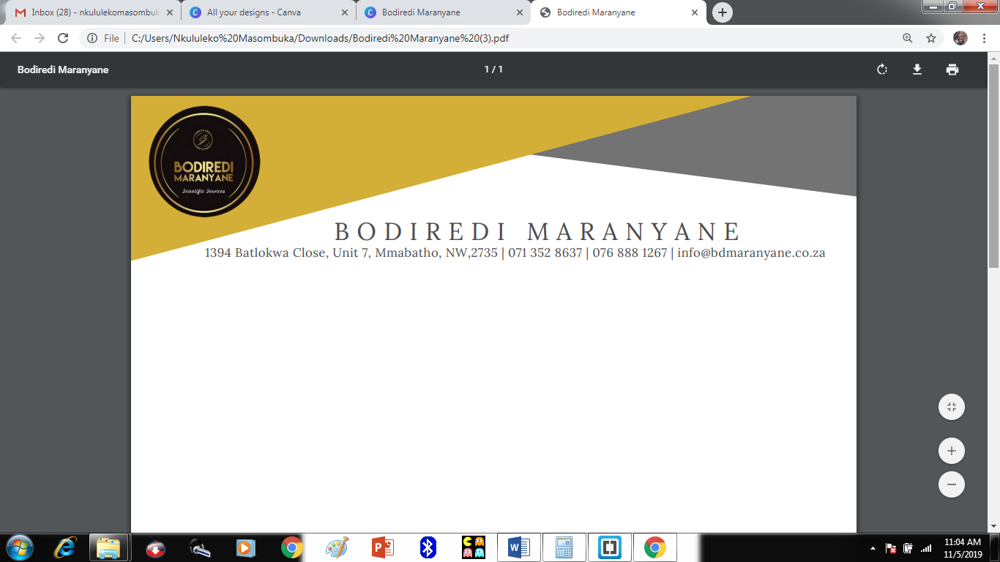 Inbox (28) - nkululekomasombuk
All your designs - Canva
Bodiredi Maranyane
Bodiredi Maranyane
File
C:/Users/Nkululeko%20Masombuka/Downloads/Bodiredi%20Maranyane%20(3).pdf
Bodiredi Maranyane
1 / 1
BODIREDI
MARANYANE
Scientific Services
BODIREDI MARANYANE
1394 Batlokwa Close, Unit 7, Mmabatho, NW,2735 | 071 352 8637 | 076 888 1267 | info@bdmaranyane.co.za
11:04 AM
11/5/2019